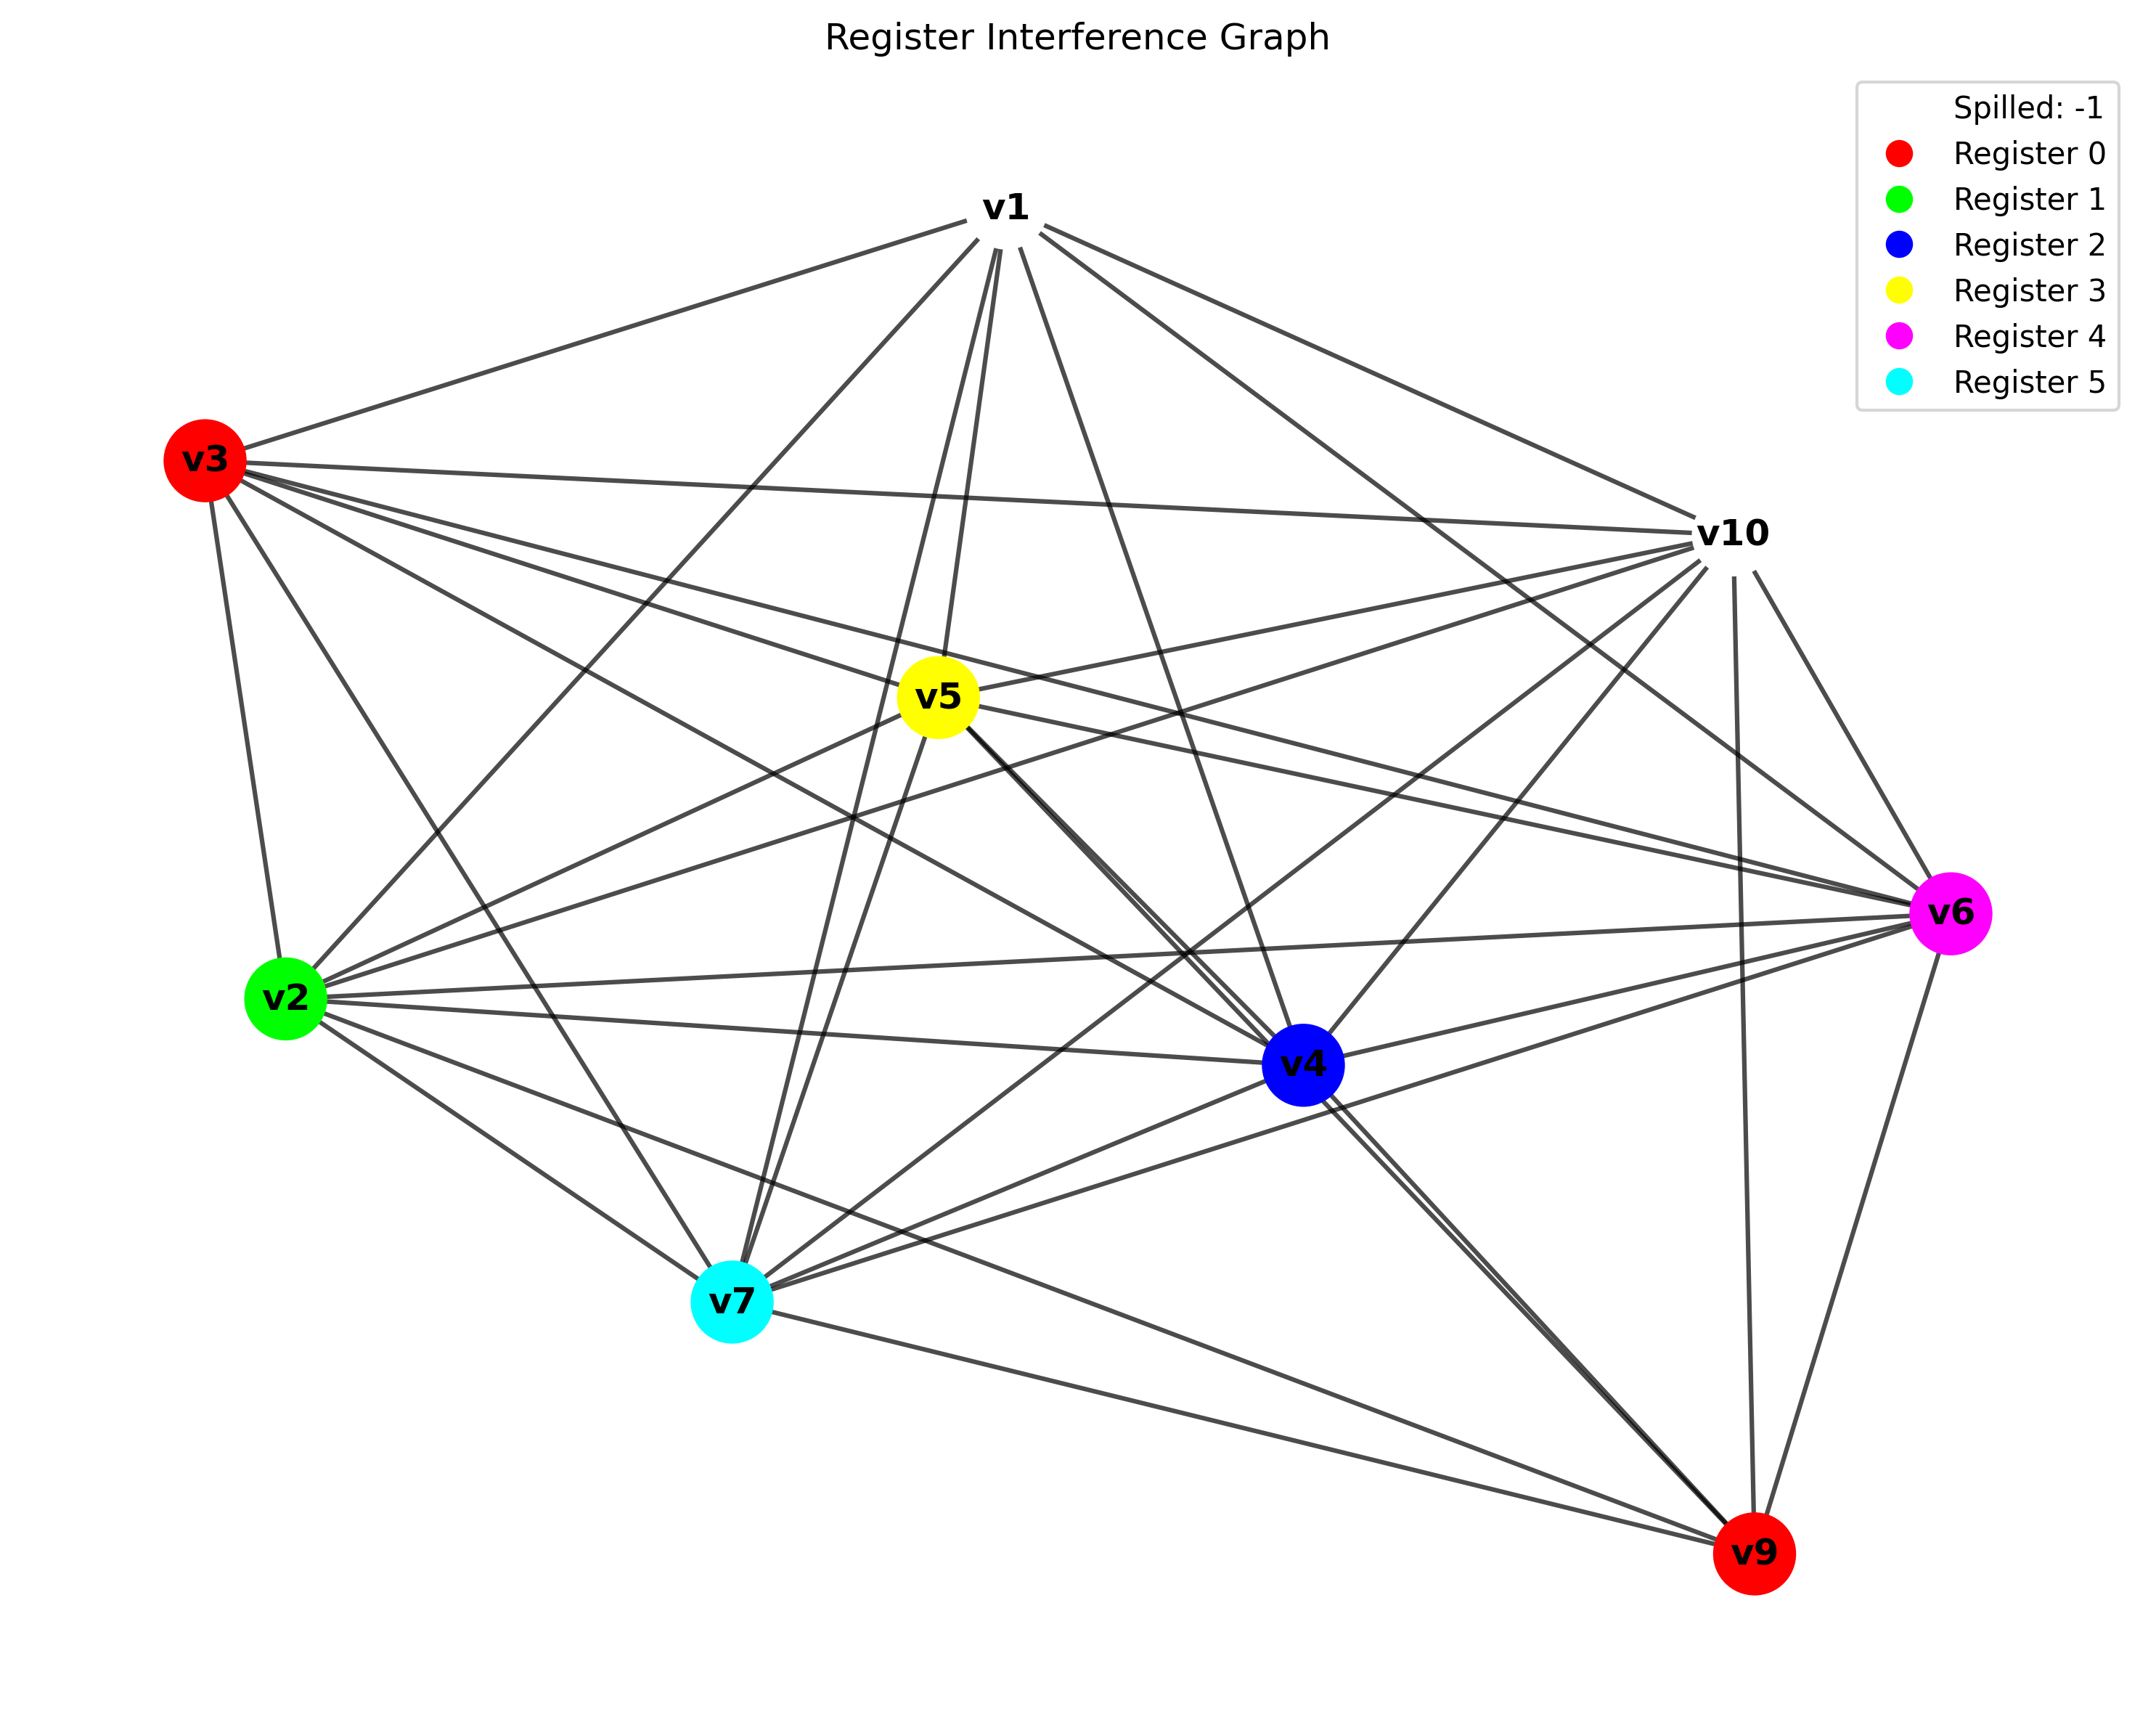 Register Interference Graph
Spilled: -1
Register 0
Register 1
Register 2
Register 3
Register 4
Register 5
v1
v3
v10
v5
v6
v2
v4
v7
v9